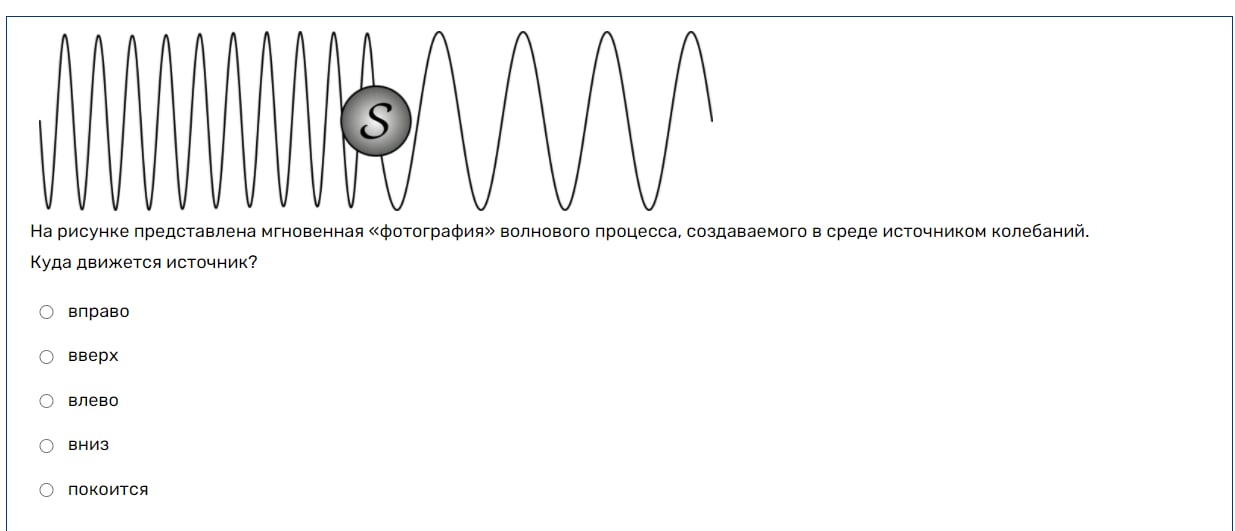 S
На рисунке представлена мгновенная «фотография» волнового процесса, создаваемого в среде источником колебаний.
Куда движется источник?
вправо
вверх
влево
вниз
покоится